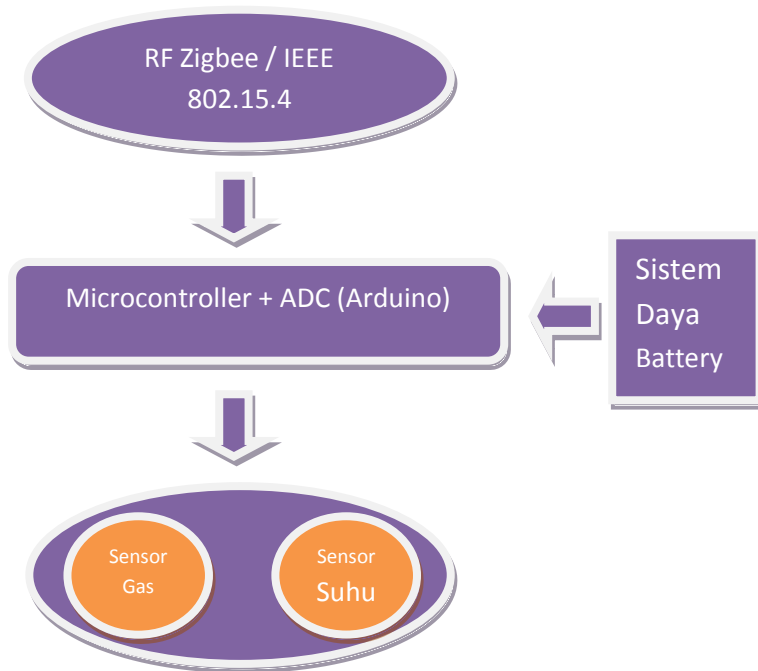 RF Zigbee / IEEE
802.15.4
Microcontroller + ADC (Arduino)
Sistem
Daya
Battery
Sensor
Gas
Sensor
Suhu